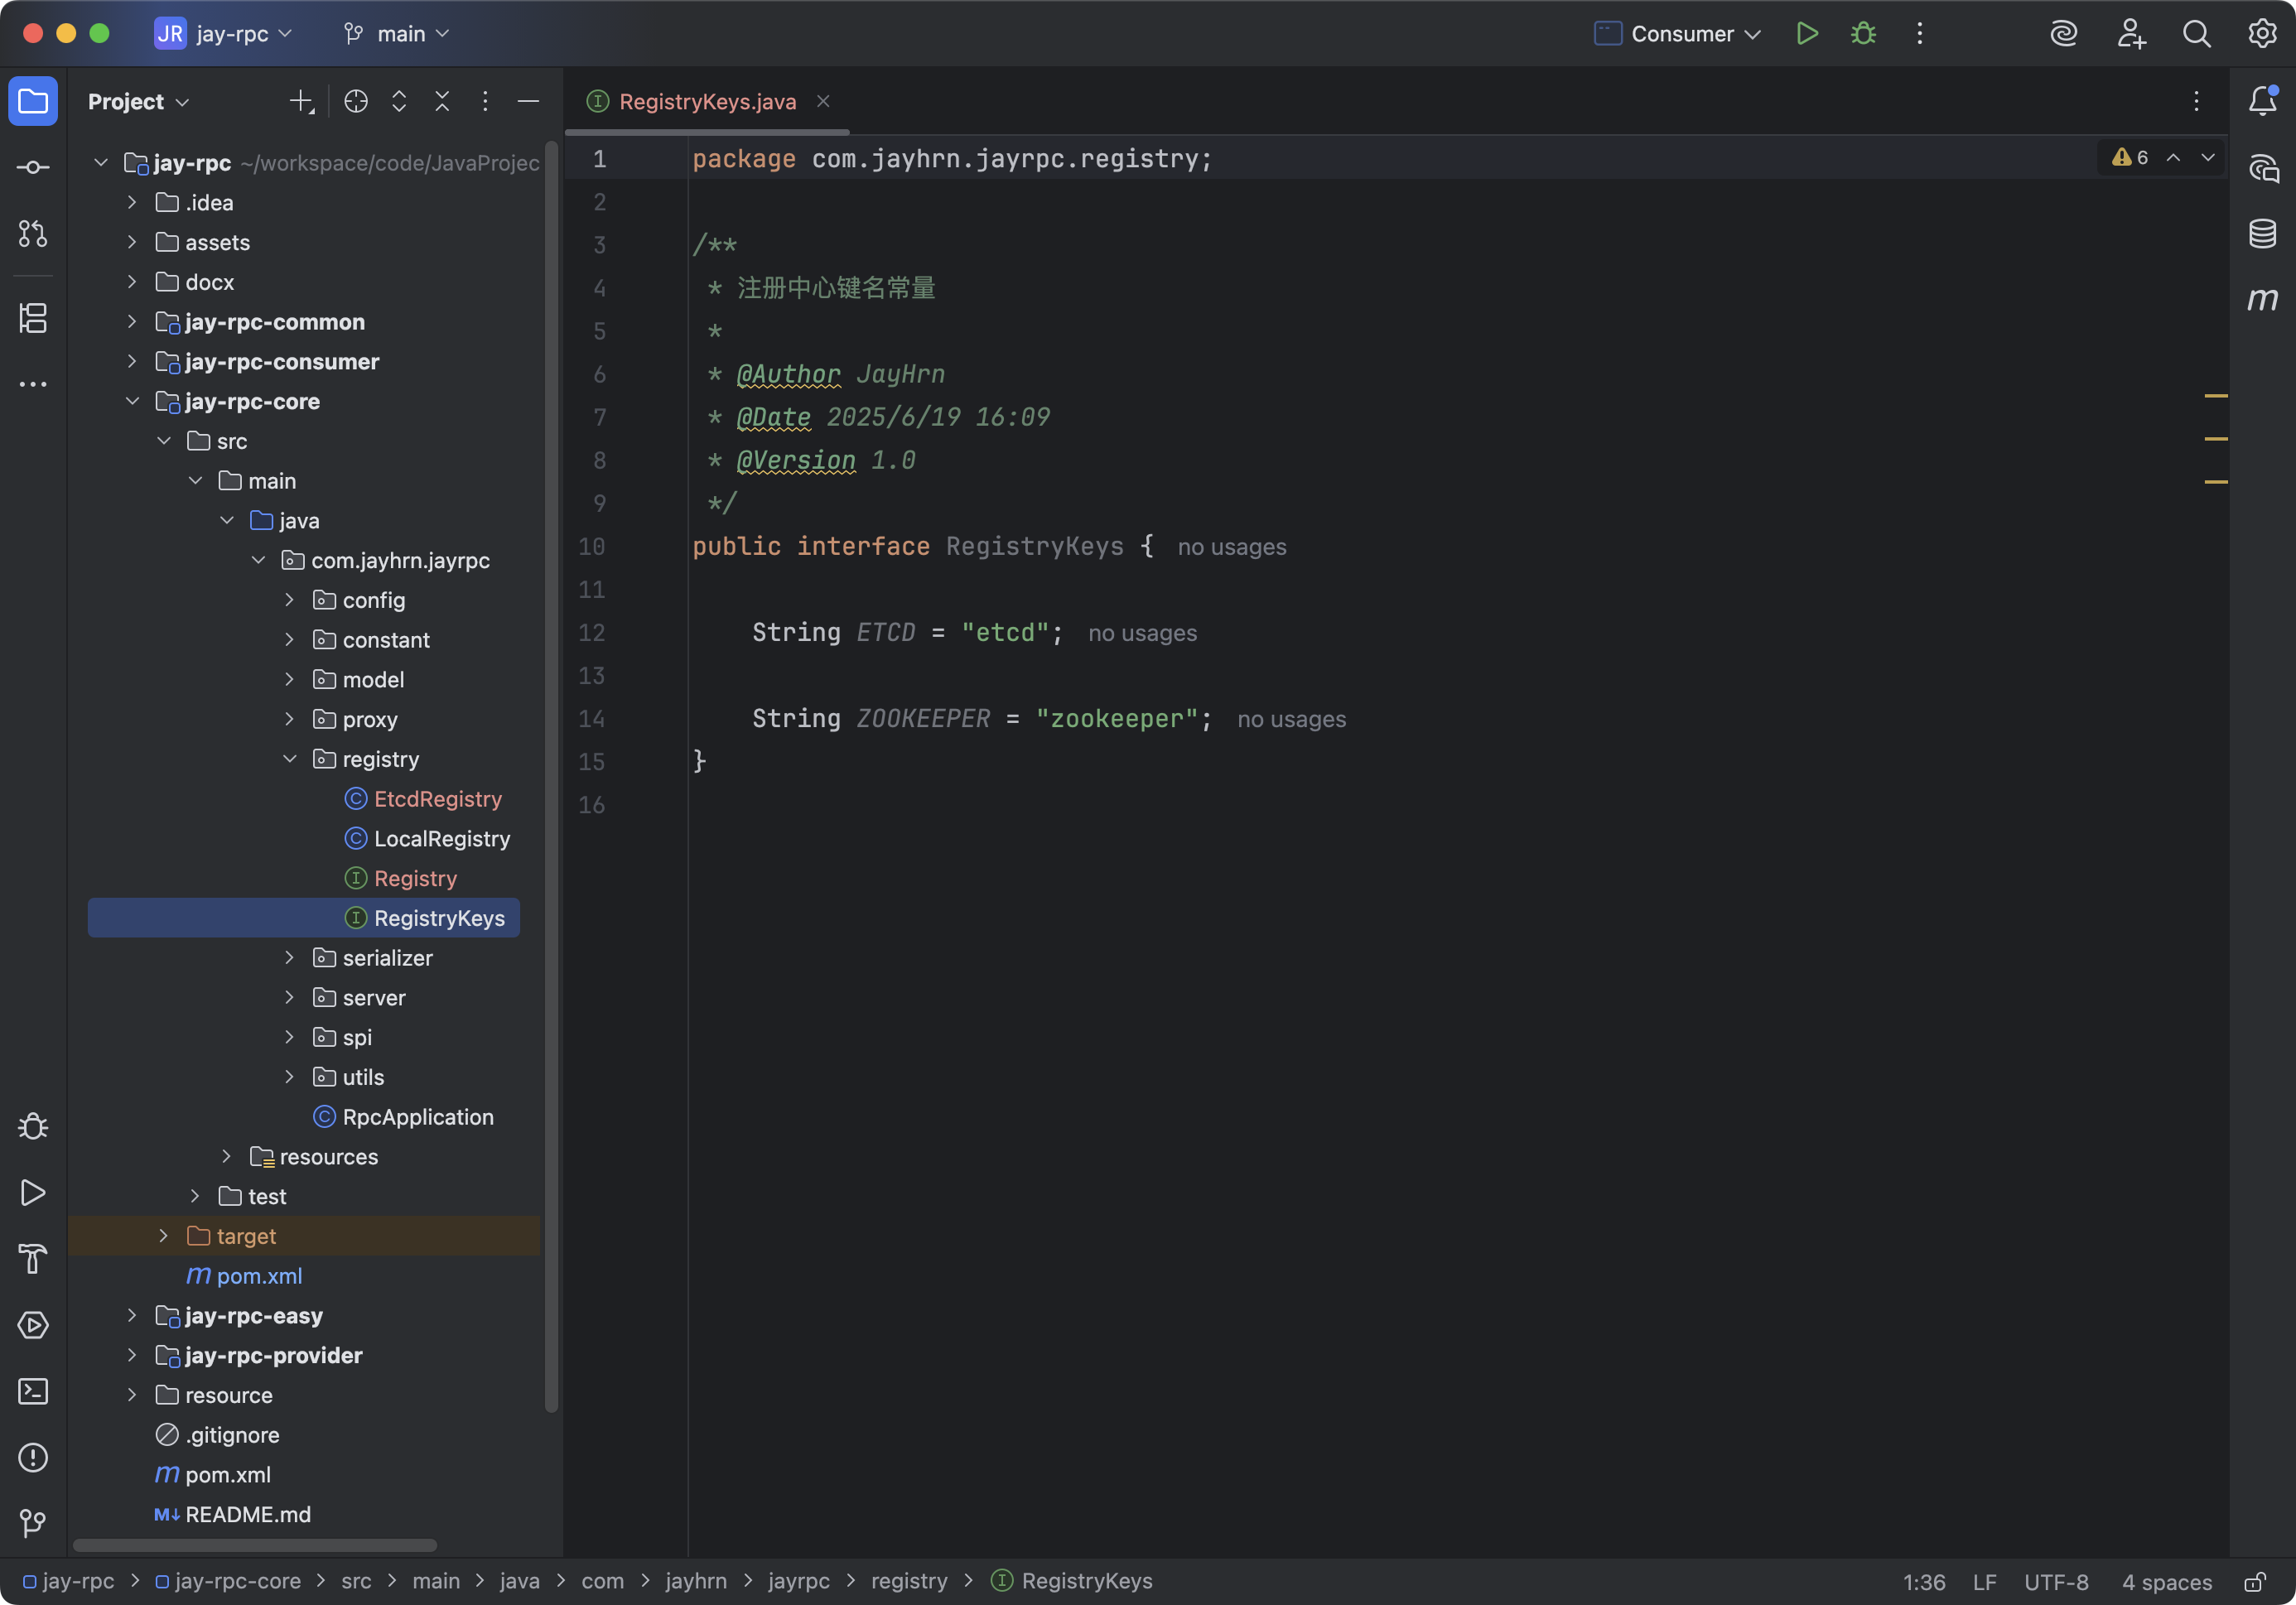 JR jay-rpc
main
Consumer
Project
RegistryKeys.java
jay-rpc ~/workspace/code/JavaProjec
.idea
assets
docx
jay-rpc-common
jay-rpc-consumer
jay-rpc-core
src
main
java
com.jayhrn.jayrpc
config
constant
model
proxy
registry
EtcdRegistry
LocalRegistry
Registry
RegistryKeys
serializer
server
spi
utils
RpcApplication
resources
test
target
pom.xml
jay-rpc-easy
jay-rpc-provider
resource
.gitignore
pom.xml
README.md
1 package com.jayhrn.jayrpc.registry;
6
2
3 /**
4 * 注册中心键名常量
5 *
6 * @Author JayHrn
7 * @Date 2025/6/19 16:09
8 * @Version 1.0
9 */
10 public interface RegistryKeys { no usages
11
12 String ETCD = "etcd"; no usages
13
14 String ZOOKEEPER = "zookeeper"; no usages
15 }
16
jay-rpc > jay-rpc-core > src > main > java > com > jayhrn > jayrpc > registry > RegistryKeys
1:36 LF UTF-8 4 spaces